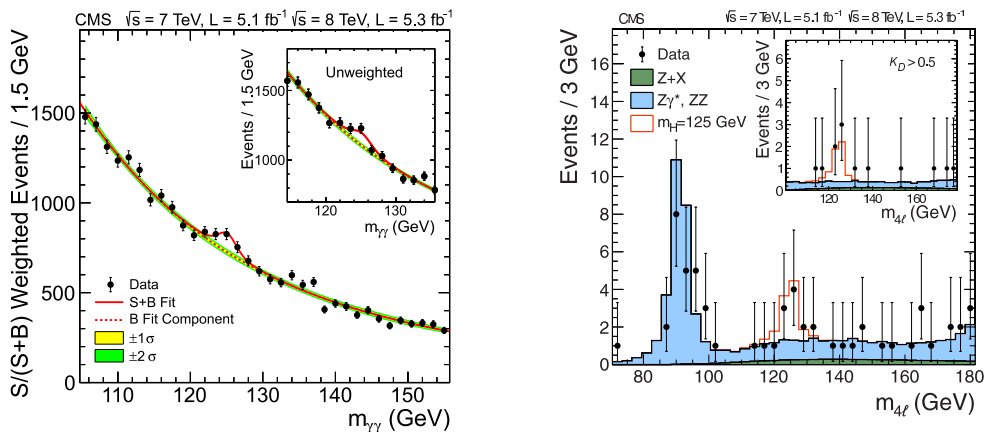 CMS √s = 7 TeV, L = 5.1 fb⁻¹ √s = 8 TeV, L = 5.3 fb⁻¹
S/(S+B) Weighted Events / 1.5 GeV
1500
1000
500
0
110 120 130 140 150
m_γγ (GeV)
Data
S+B Fit
B Fit Component
±1σ
±2σ
Unweighted
Events / 1.5 GeV
1500
1000
120 130
m_γγ (GeV)
CMS √s = 7 TeV, L = 5.1 fb⁻¹ √s = 8 TeV, L = 5.3 fb⁻¹
Events / 3 GeV
16
14
12
10
8
6
4
2
0
80 100 120 140 160 180
m_4ℓ (GeV)
Data
Z+X
Zγ*, ZZ
m_H=125 GeV
K_D > 0.5
Events / 3 GeV
6
5
4
3
2
1
0
120 140 160
m_4ℓ (GeV)